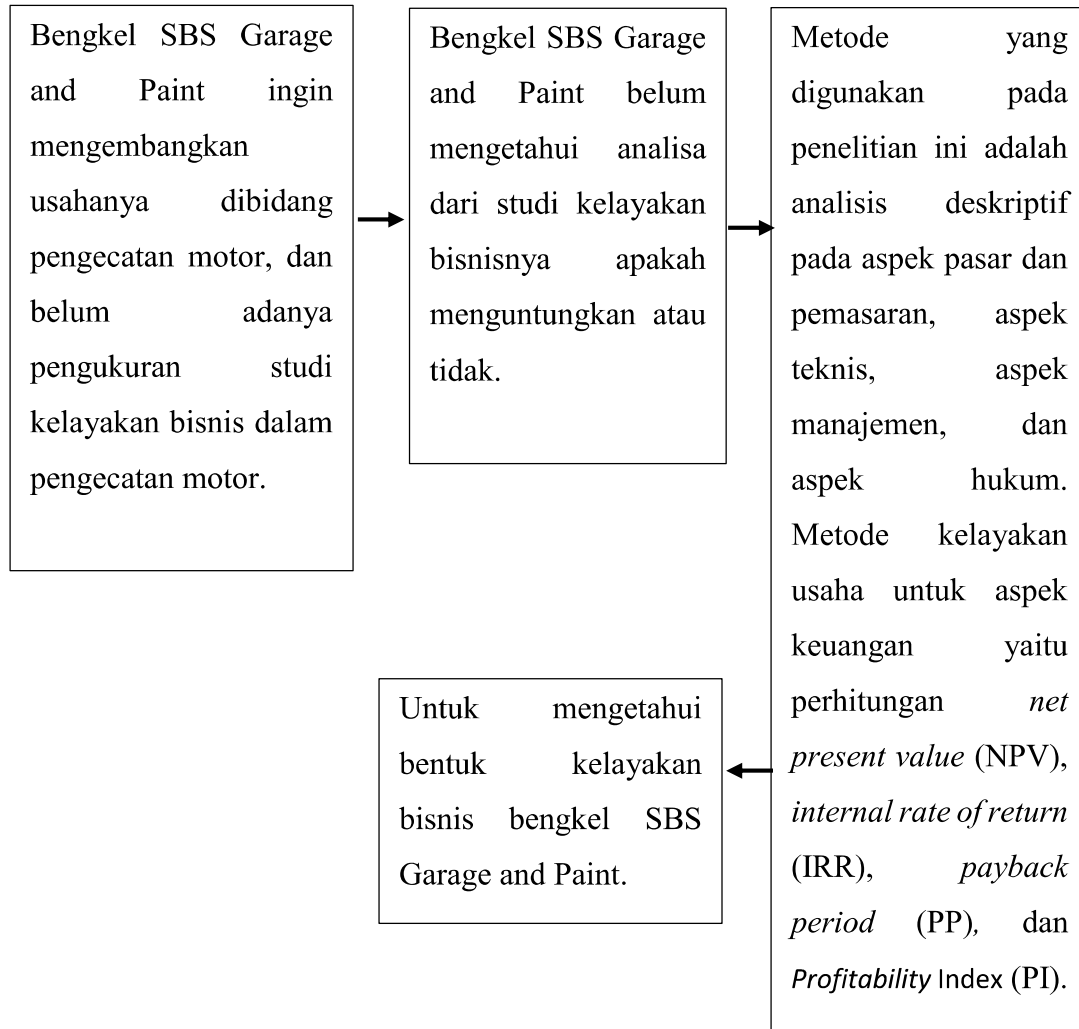 Bengkel SBS Garage
and Paint ingin
mengembangkan
usahanya dibidang
pengecatan motor, dan
belum adanya
pengukuran studi
kelayakan bisnis dalam
pengecatan motor.
Bengkel SBS Garage
and Paint belum
mengetahui analisa
dari studi kelayakan
bisnisnya apakah
menguntungkan atau
tidak.
Metode yang
digunakan pada
penelitian ini adalah
analisis deskriptif
pada aspek pasar dan
pemasaran, aspek
teknis, aspek
manajemen, dan
aspek hukum.
Metode kelayakan
usaha untuk aspek
keuangan yaitu
perhitungan net
present value (NPV),
internal rate of return
(IRR), payback
period (PP), dan
Profitability Index (PI).
Untuk mengetahui
bentuk kelayakan
bisnis bengkel SBS
Garage and Paint.